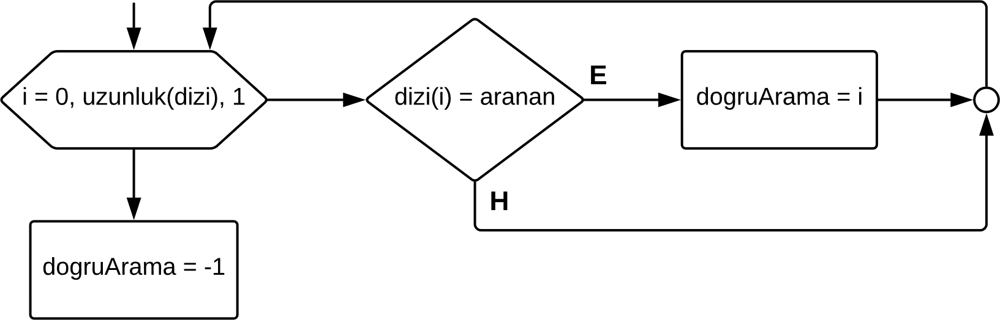 i = 0, uzunluk(dizi), 1
dizi(i) = aranan
E
dogruArama = i
H
dogruArama = -1